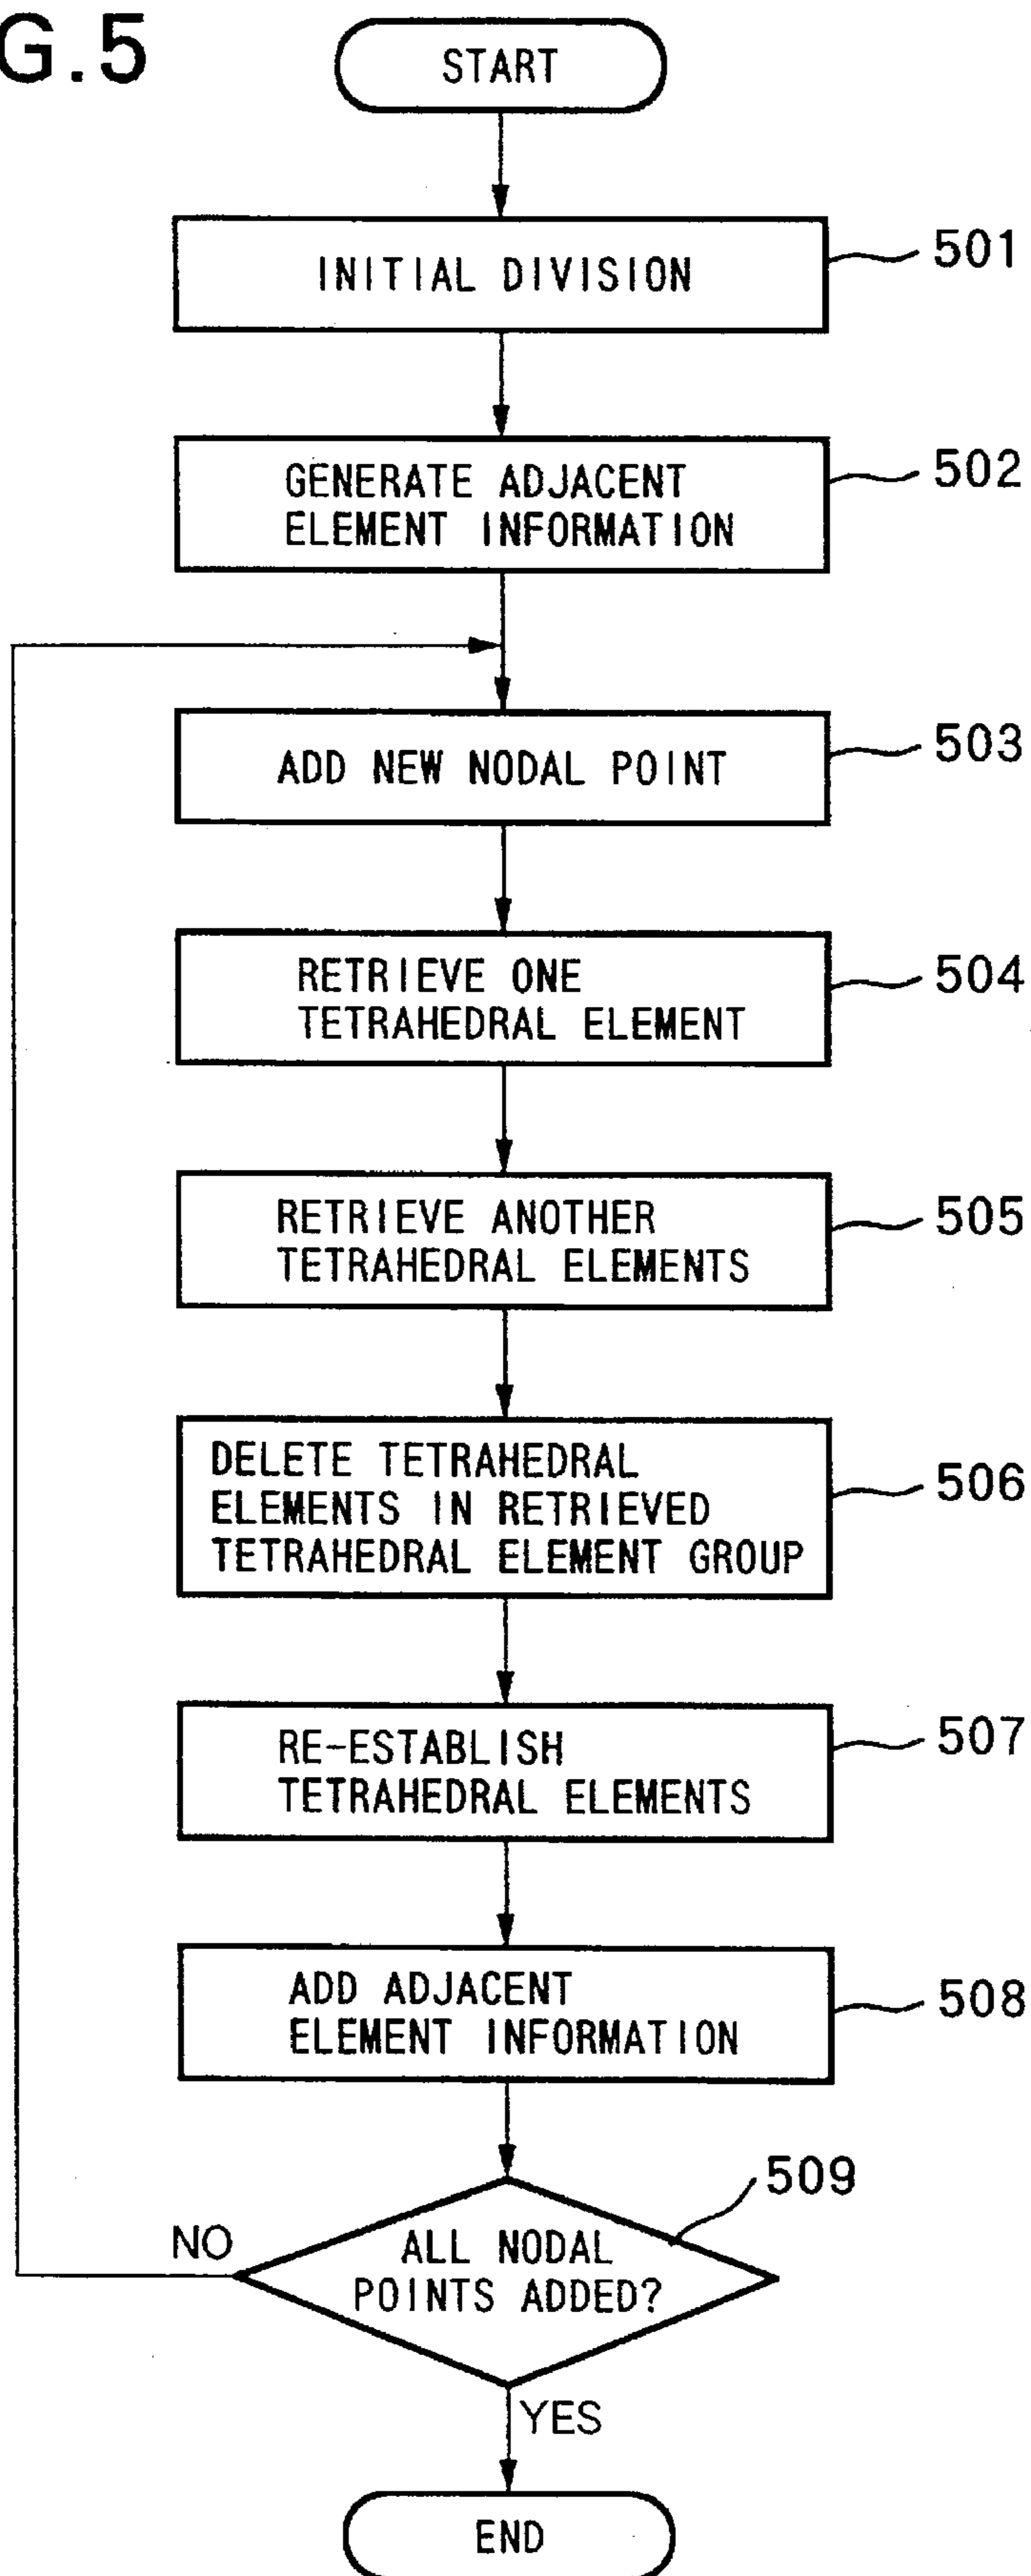 G.5
START
INITIAL DIVISION
501
GENERATE ADJACENT
ELEMENT INFORMATION
502
ADD NEW NODAL POINT
503
RETRIEVE ONE
TETRAHEDRAL ELEMENT
504
RETRIEVE ANOTHER
TETRAHEDRAL ELEMENTS
505
DELETE TETRAHEDRAL
ELEMENTS IN RETRIEVED
TETRAHEDRAL ELEMENT GROUP
506
RE-ESTABLISH
TETRAHEDRAL ELEMENTS
507
ADD ADJACENT
ELEMENT INFORMATION
508
509
NO
ALL NODAL
POINTS ADDED?
YES
END